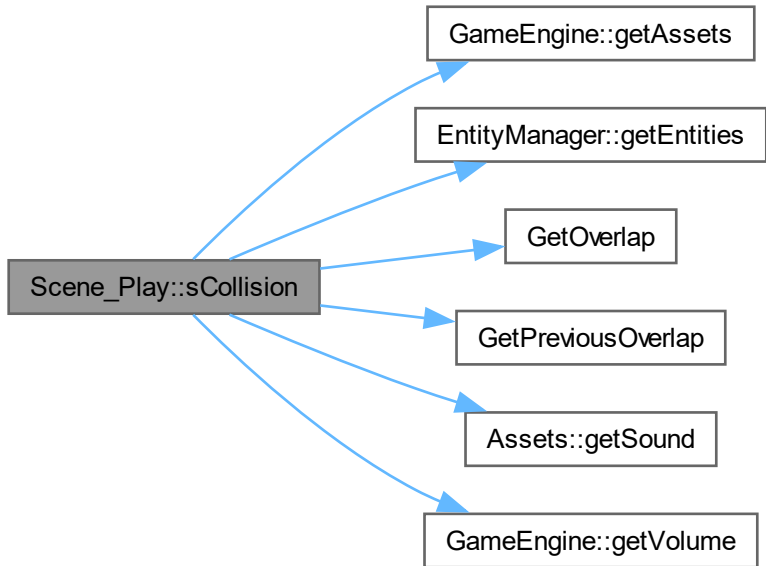 GameEngine::getAssets
EntityManager::getEntities
GetOverlap
Scene_Play::sCollision
GetPreviousOverlap
Assets::getSound
GameEngine::getVolume